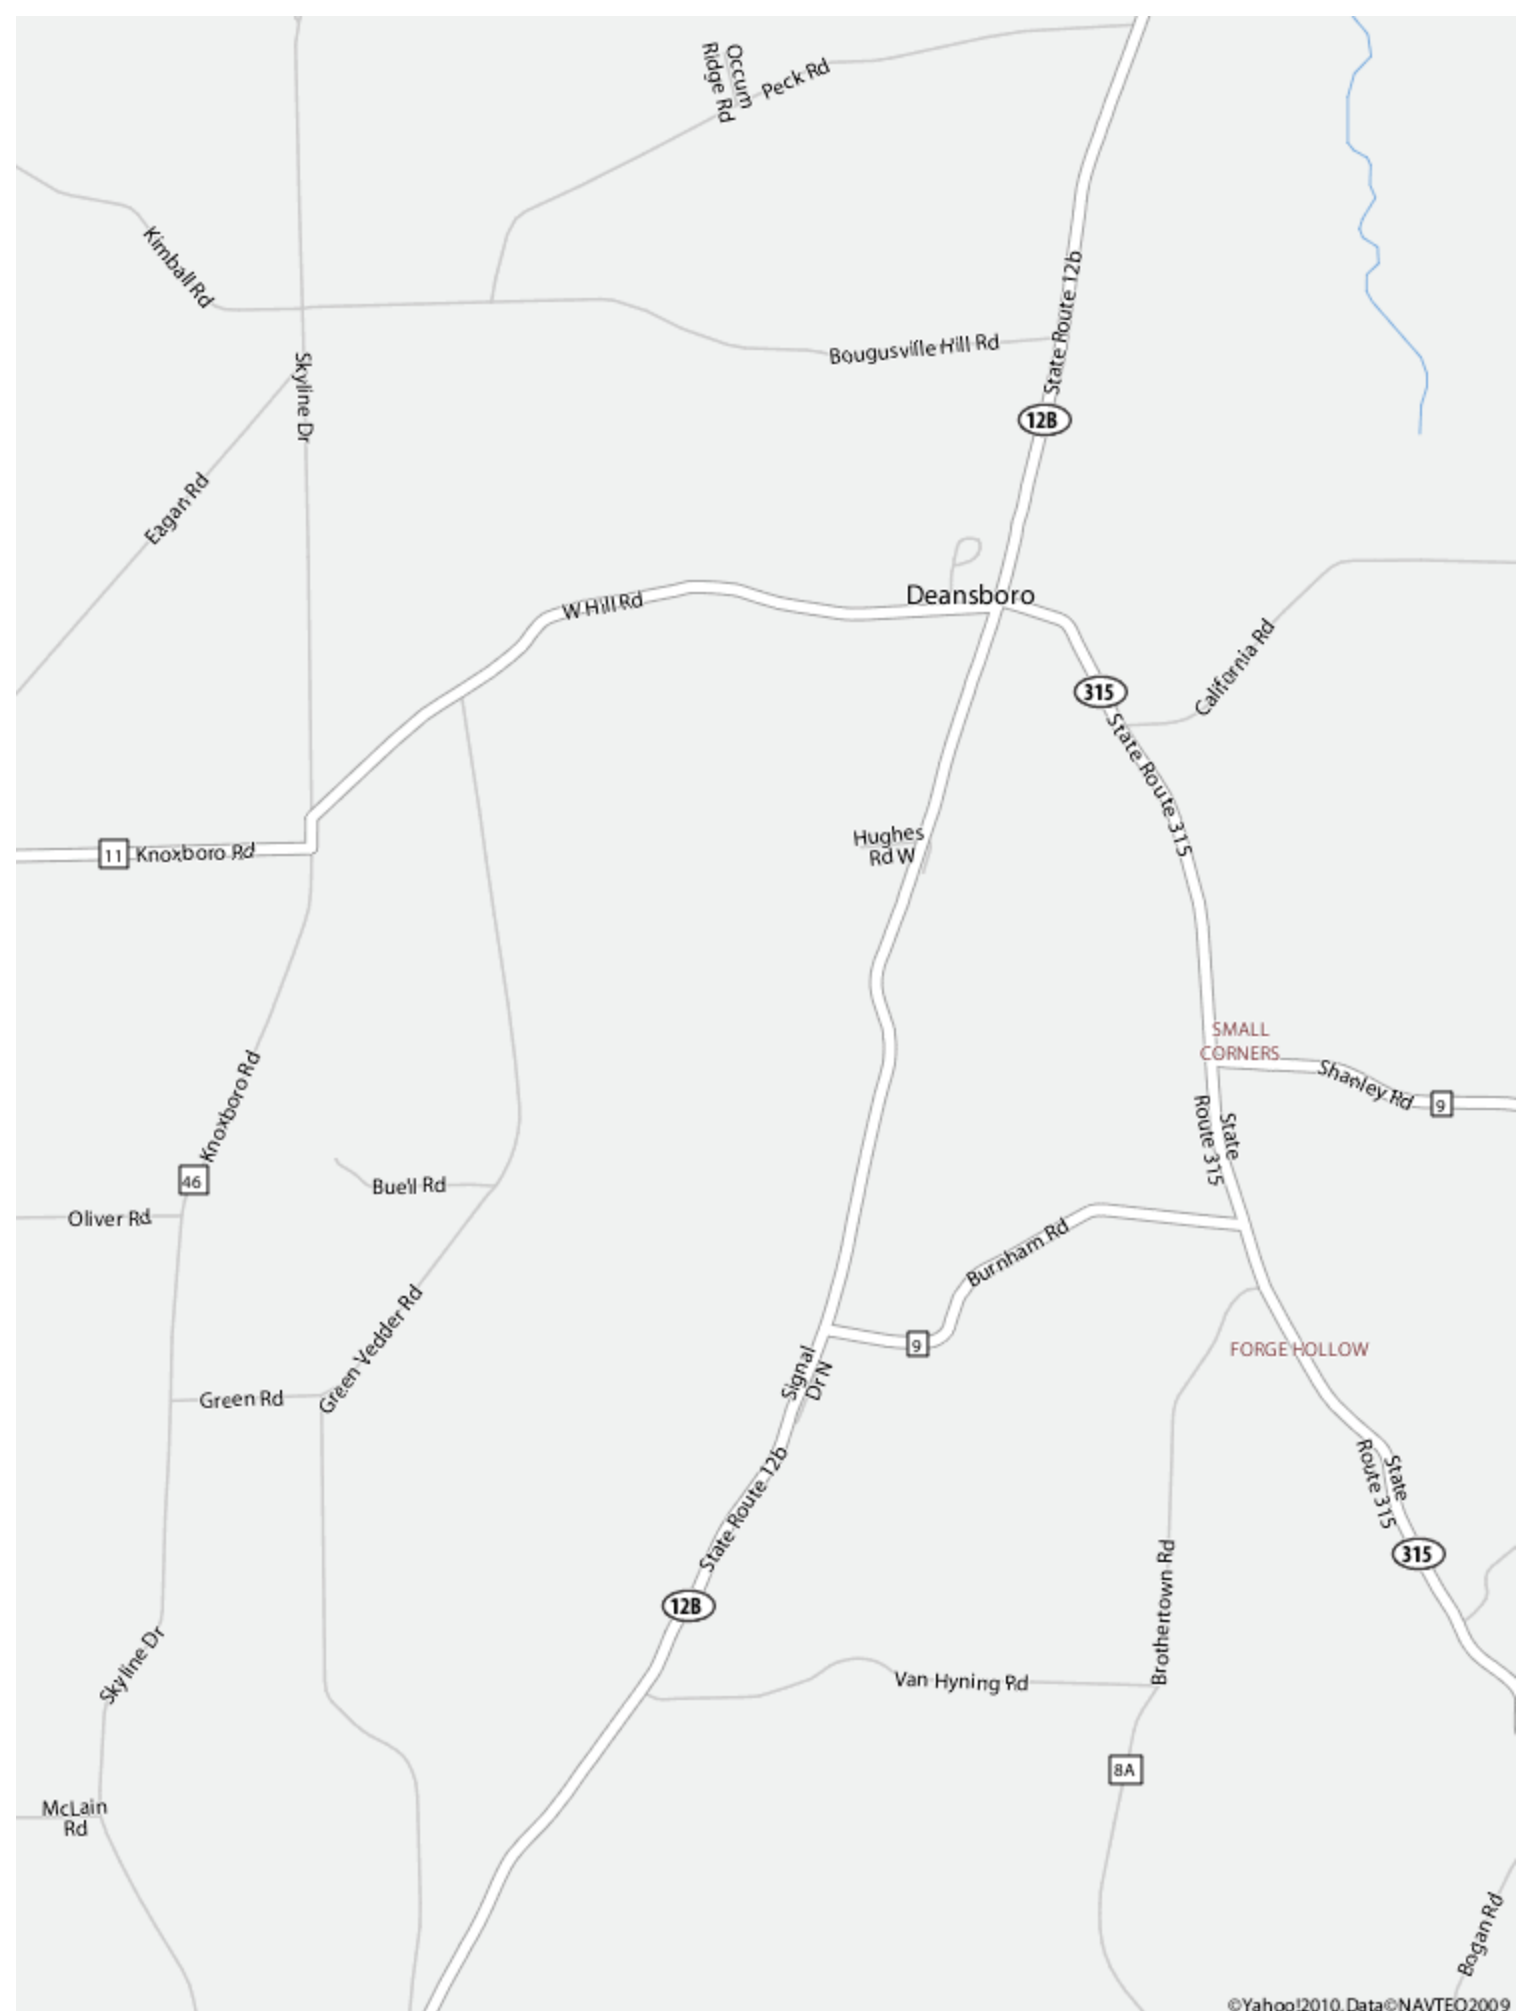 Occum
Ridge Rd
Peck Rd
Kimball Rd
State Route 12b
Bougusville Hill Rd
Skyline Dr
12B
Eagan Rd
Deansboro
W Hill Rd
California Rd
315
State Route 315
Hughes
Rd W
11
Knoxboro Rd
SMALL
CORNERS
Shanley Rd
9
Knoxboro Rd
State
Route 315
46
Buell Rd
Oliver Rd
Burnham Rd
9
Green Vedder Rd
FORGE HOLLOW
Signal
Dr N
Green Rd
State Route 12b
State
Route 315
315
Brothertown Rd
12B
Skyline Dr
Van Hyning Rd
8A
McLain
Rd
Bogan Rd
©Yahoo!2010, Data©NAVTEQ2009